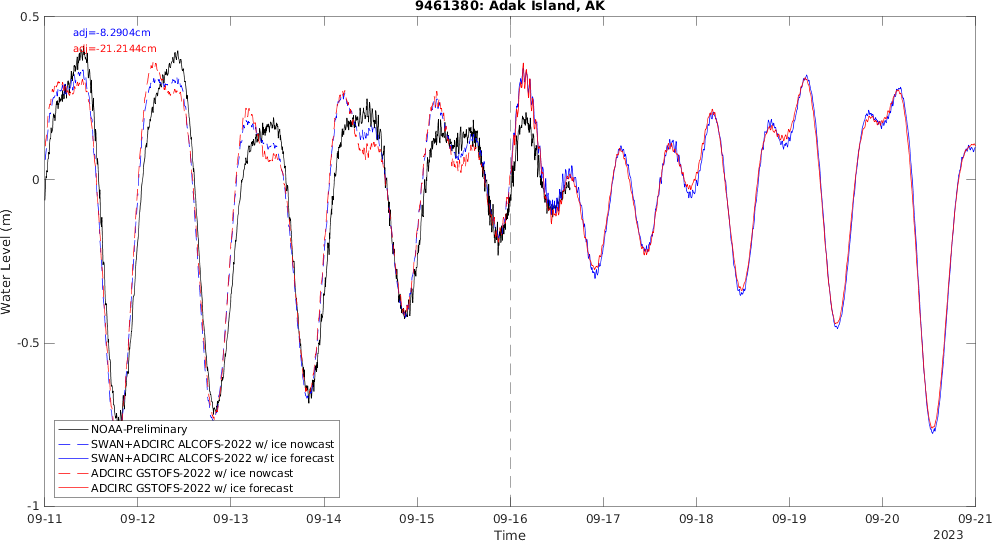 9461380: Adak Island, AK
adj=-8.2904cm
adj=-21.2144cm
0.5
0
-0.5
-1
Water Level (m)
NOAA-Preliminary
SWAN+ADCIRC ALCOFS-2022 w/ ice nowcast
SWAN+ADCIRC ALCOFS-2022 w/ ice forecast
ADCIRC GSTOFS-2022 w/ ice nowcast
ADCIRC GSTOFS-2022 w/ ice forecast
09-11 09-12 09-13 09-14 09-15 09-16 09-17 09-18 09-19 09-20 09-21
Time
2023